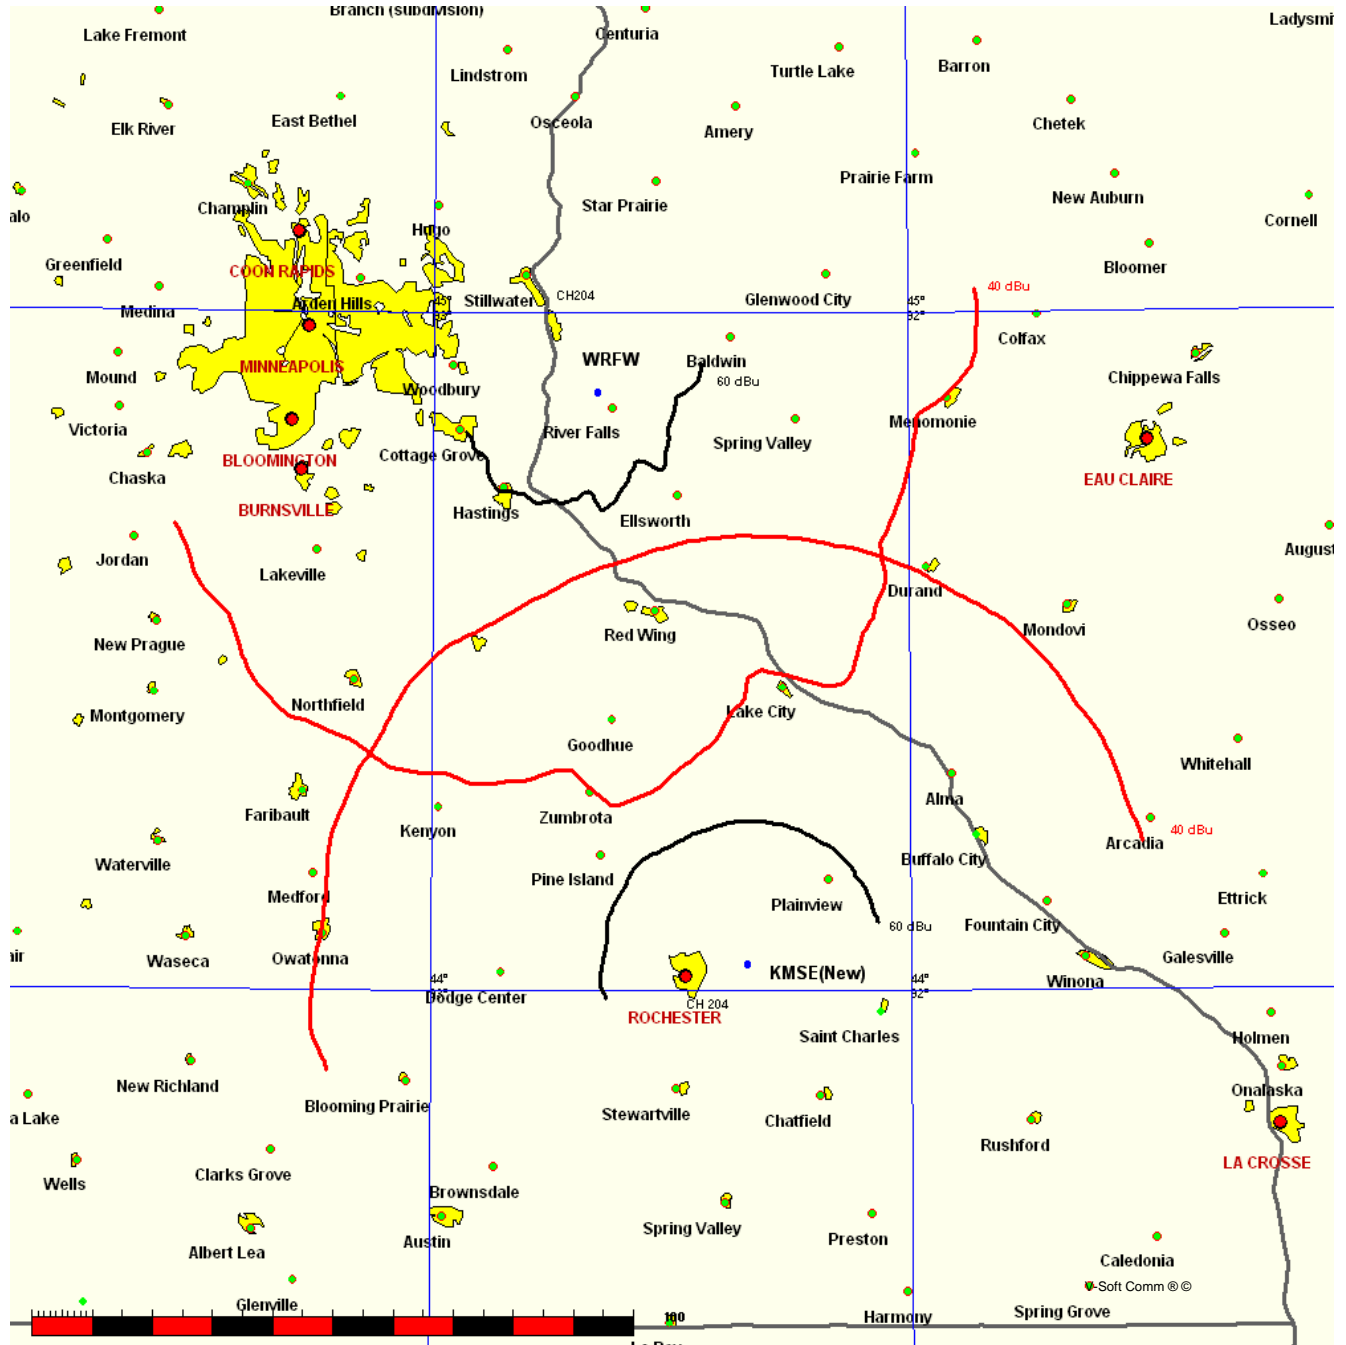 Branch (subdivision)
Ladysmi
Lake Fremont
Centuria
Lindstrom
Turtle Lake
Barron
Elk River
East Bethel
Osceola
Amery
Chetek
Prairie Farm
New Auburn
Champlin
Star Prairie
alo
Cornell
Hugo
Greenfield
Bloomer
COON RAPIDS
40 dBu
Stillwater
CH204
Glenwood City
Arden Hills
45°
93°
45°
92°
Medina
Colfax
WRFW
Baldwin
MINNEAPOLIS
Mound
Woodbury
60 dBu
Chippewa Falls
Menomonie
Victoria
River Falls
Spring Valley
Cottage Grove
BLOOMINGTON
Chaska
EAU CLAIRE
BURNSVILLE
Hastings
Ellsworth
August
Jordan
Lakeville
Durand
New Prague
Red Wing
Mondovi
Osseo
Northfield
Lake City
Montgomery
Goodhue
Whitehall
Alma
Faribault
Kenyon
Zumbrota
40 dBu
Arcadia
Waterville
Buffalo City
Pine Island
Medford
Plainview
Ettrick
60 dBu
Fountain City
air
Waseca
Owatonna
Galesville
KMSE(New)
44°
93°
44°
92°
Winona
Dodge Center
CH 204
ROCHESTER
Saint Charles
Holmen
New Richland
Onalaska
Blooming Prairie
Stewartville
Chatfield
a Lake
Rushford
LA CROSSE
Clarks Grove
Wells
Brownsdale
Spring Valley
Austin
Preston
Albert Lea
Caledonia
V-Soft Comm ® ©
Glenville
Spring Grove
100
Harmony